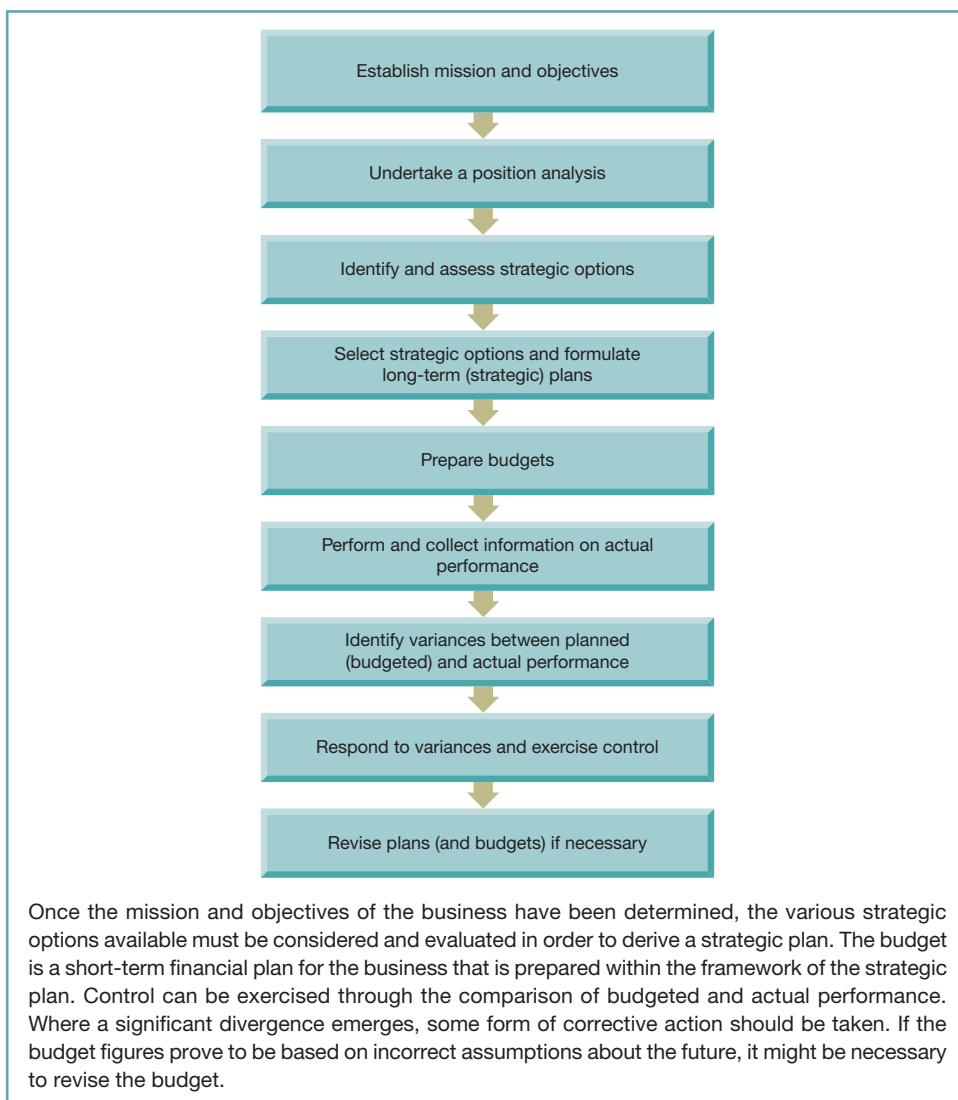 Establish mission and objectives
Undertake a position analysis
Identify and assess strategic options
Select strategic options and formulate
long-term (strategic) plans
Prepare budgets
Perform and collect information on actual
performance
Identify variances between planned
(budgeted) and actual performance
Respond to variances and exercise control
Revise plans (and budgets) if necessary
Once the mission and objectives of the business have been determined, the various strategic
options available must be considered and evaluated in order to derive a strategic plan. The budget
is a short-term financial plan for the business that is prepared within the framework of the strategic
plan. Control can be exercised through the comparison of budgeted and actual performance.
Where a significant divergence emerges, some form of corrective action should be taken. If the
budget figures prove to be based on incorrect assumptions about the future, it might be necessary
to revise the budget.